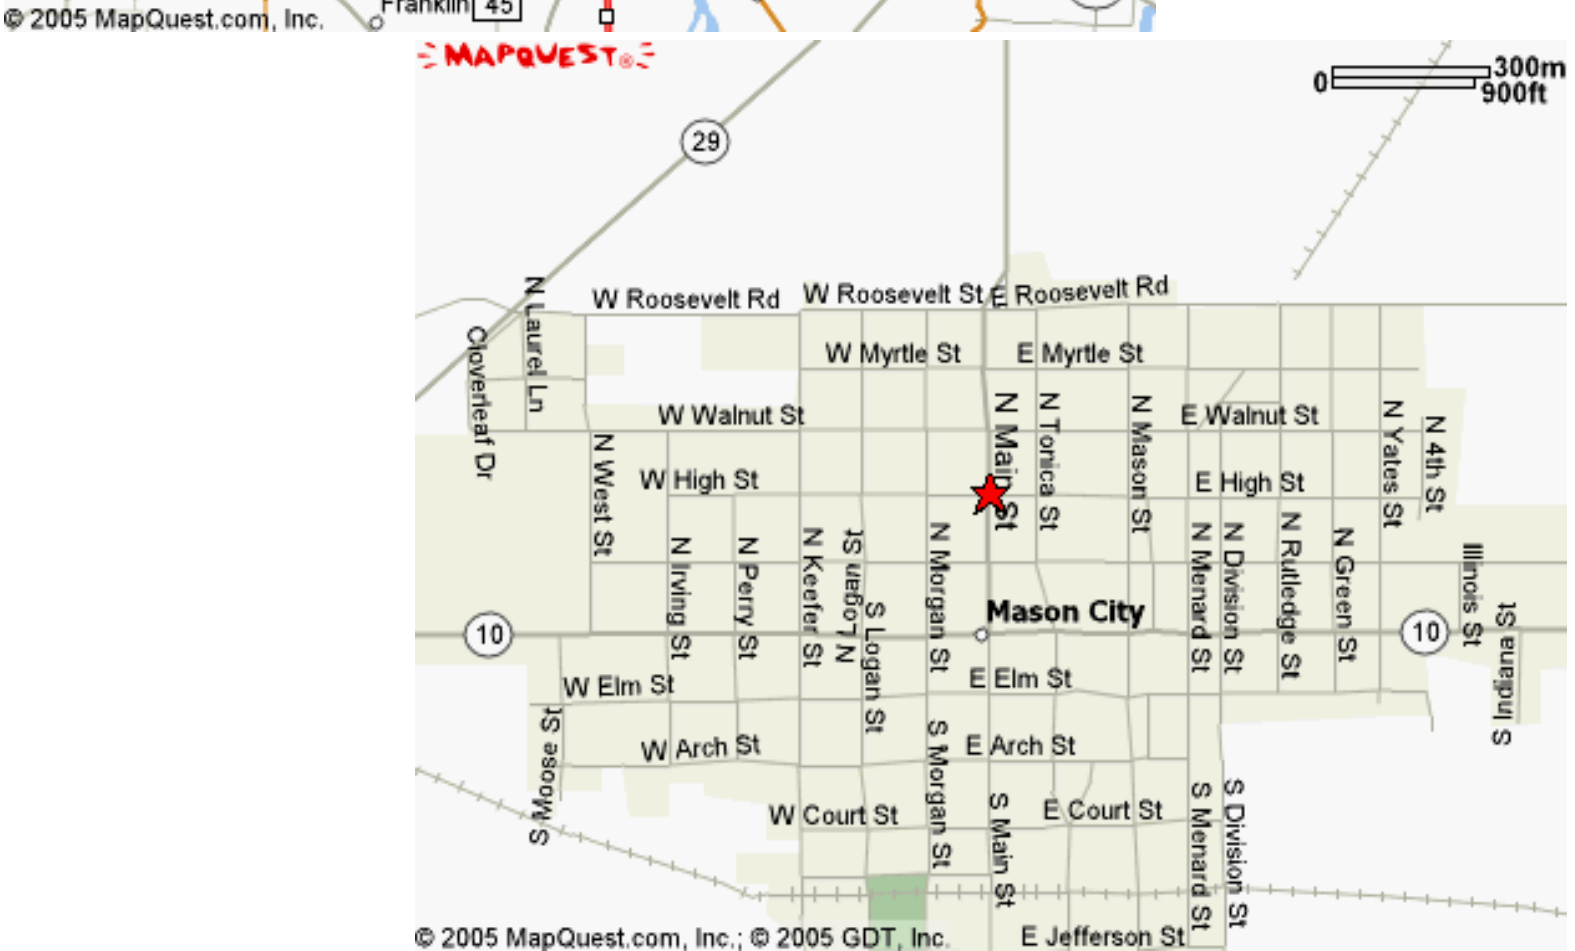 Franklin 45
© 2005 MapQuest.com, Inc.
MAPQUEST®
300m
0
900ft
29
N Laurel Ln
W Roosevelt Rd
W Roosevelt St
E Roosevelt Rd
Cloverleaf Dr
W Myrtle St
E Myrtle St
W Walnut St
N Main St
N Tonica St
N Mason St
E Walnut St
N Yates St
N 4th St
N West St
W High St
E High St
N Irving St
N Perry St
N Keefer St
N Logan St
S Logan St
N Morgan St
N Menard St
N Division St
N Rutledge St
N Green St
Illinois St
S Indiana St
Mason City
10
10
W Elm St
E Elm St
S Moose St
W Arch St
S Morgan St
E Arch St
W Court St
S Main St
E Court St
S Menard St
S Division St
© 2005 MapQuest.com, Inc.; © 2005 GDT, Inc.
E Jefferson St